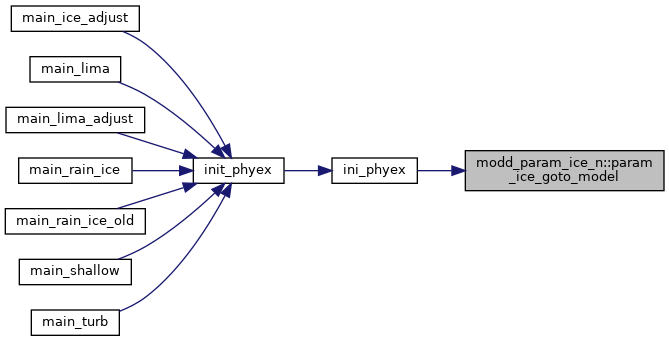 main_ice_adjust
main_lima
main_lima_adjust
main_rain_ice
main_rain_ice_old
main_shallow
main_turb
init_phyex
ini_phyex
modd_param_ice_n::param
_ice_goto_model